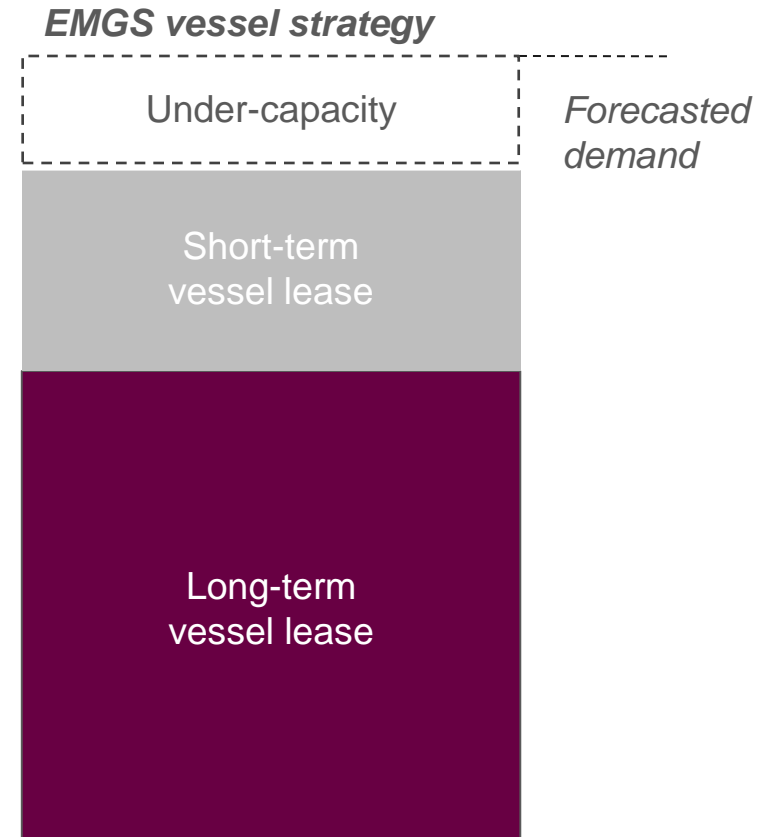 EMGS vessel strategy
Under-capacity
Forecasted
demand
Short-term
vessel lease
Long-term
vessel lease